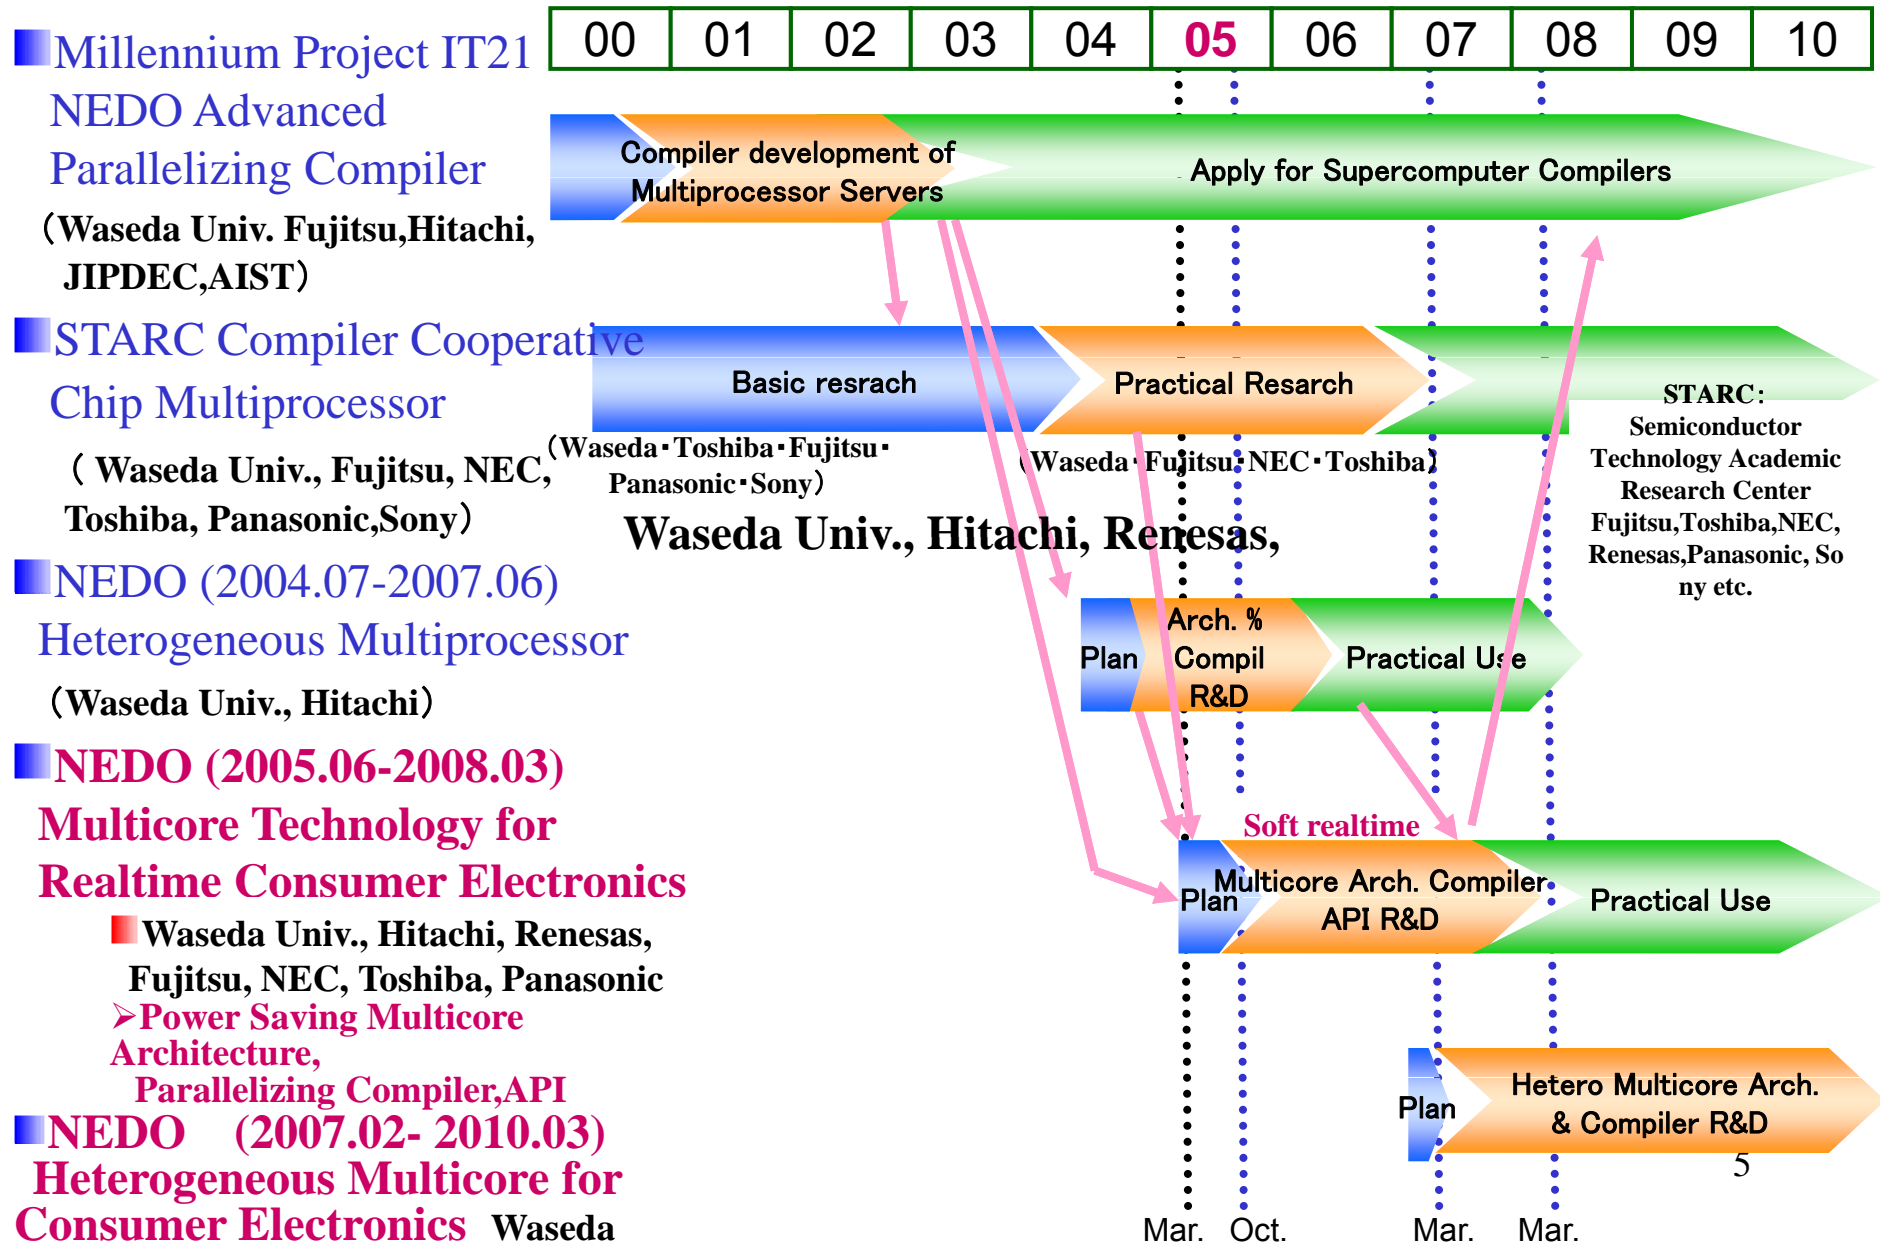 00 01 02 03 04 05 06 07 08 09 10
Millennium Project IT21
NEDO Advanced
Parallelizing Compiler
（Waseda Univ. Fujitsu,Hitachi,
JIPDEC,AIST）
Compiler development of
Multiprocessor Servers
Apply for Supercomputer Compilers
STARC Compiler Cooperative
Chip Multiprocessor
（ Waseda Univ., Fujitsu, NEC,
Toshiba, Panasonic,Sony）
Basic resrach
Practical Resarch
（Waseda・Toshiba・Fujitsu・
Panasonic・Sony）
（Waseda・Fujitsu・NEC・Toshiba）
STARC：
Semiconductor
Technology Academic
Research Center
Fujitsu,Toshiba,NEC,
Renesas,Panasonic, So
ny etc.
Waseda Univ., Hitachi, Renesas,
NEDO (2004.07-2007.06)
Heterogeneous Multiprocessor
（Waseda Univ., Hitachi）
Plan
Arch. %
Compil
R&D
Practical Use
NEDO (2005.06-2008.03)
Multicore Technology for
Realtime Consumer Electronics
Waseda Univ., Hitachi, Renesas,
Fujitsu, NEC, Toshiba, Panasonic
➢Power Saving Multicore
Architecture,
Parallelizing Compiler,API
Soft realtime
Plan
Multicore Arch. Compiler
API R&D
Practical Use
NEDO (2007.02- 2010.03)
Heterogeneous Multicore for
Consumer Electronics Waseda
Plan
Hetero Multicore Arch.
& Compiler R&D
5
Mar. Oct. Mar. Mar.